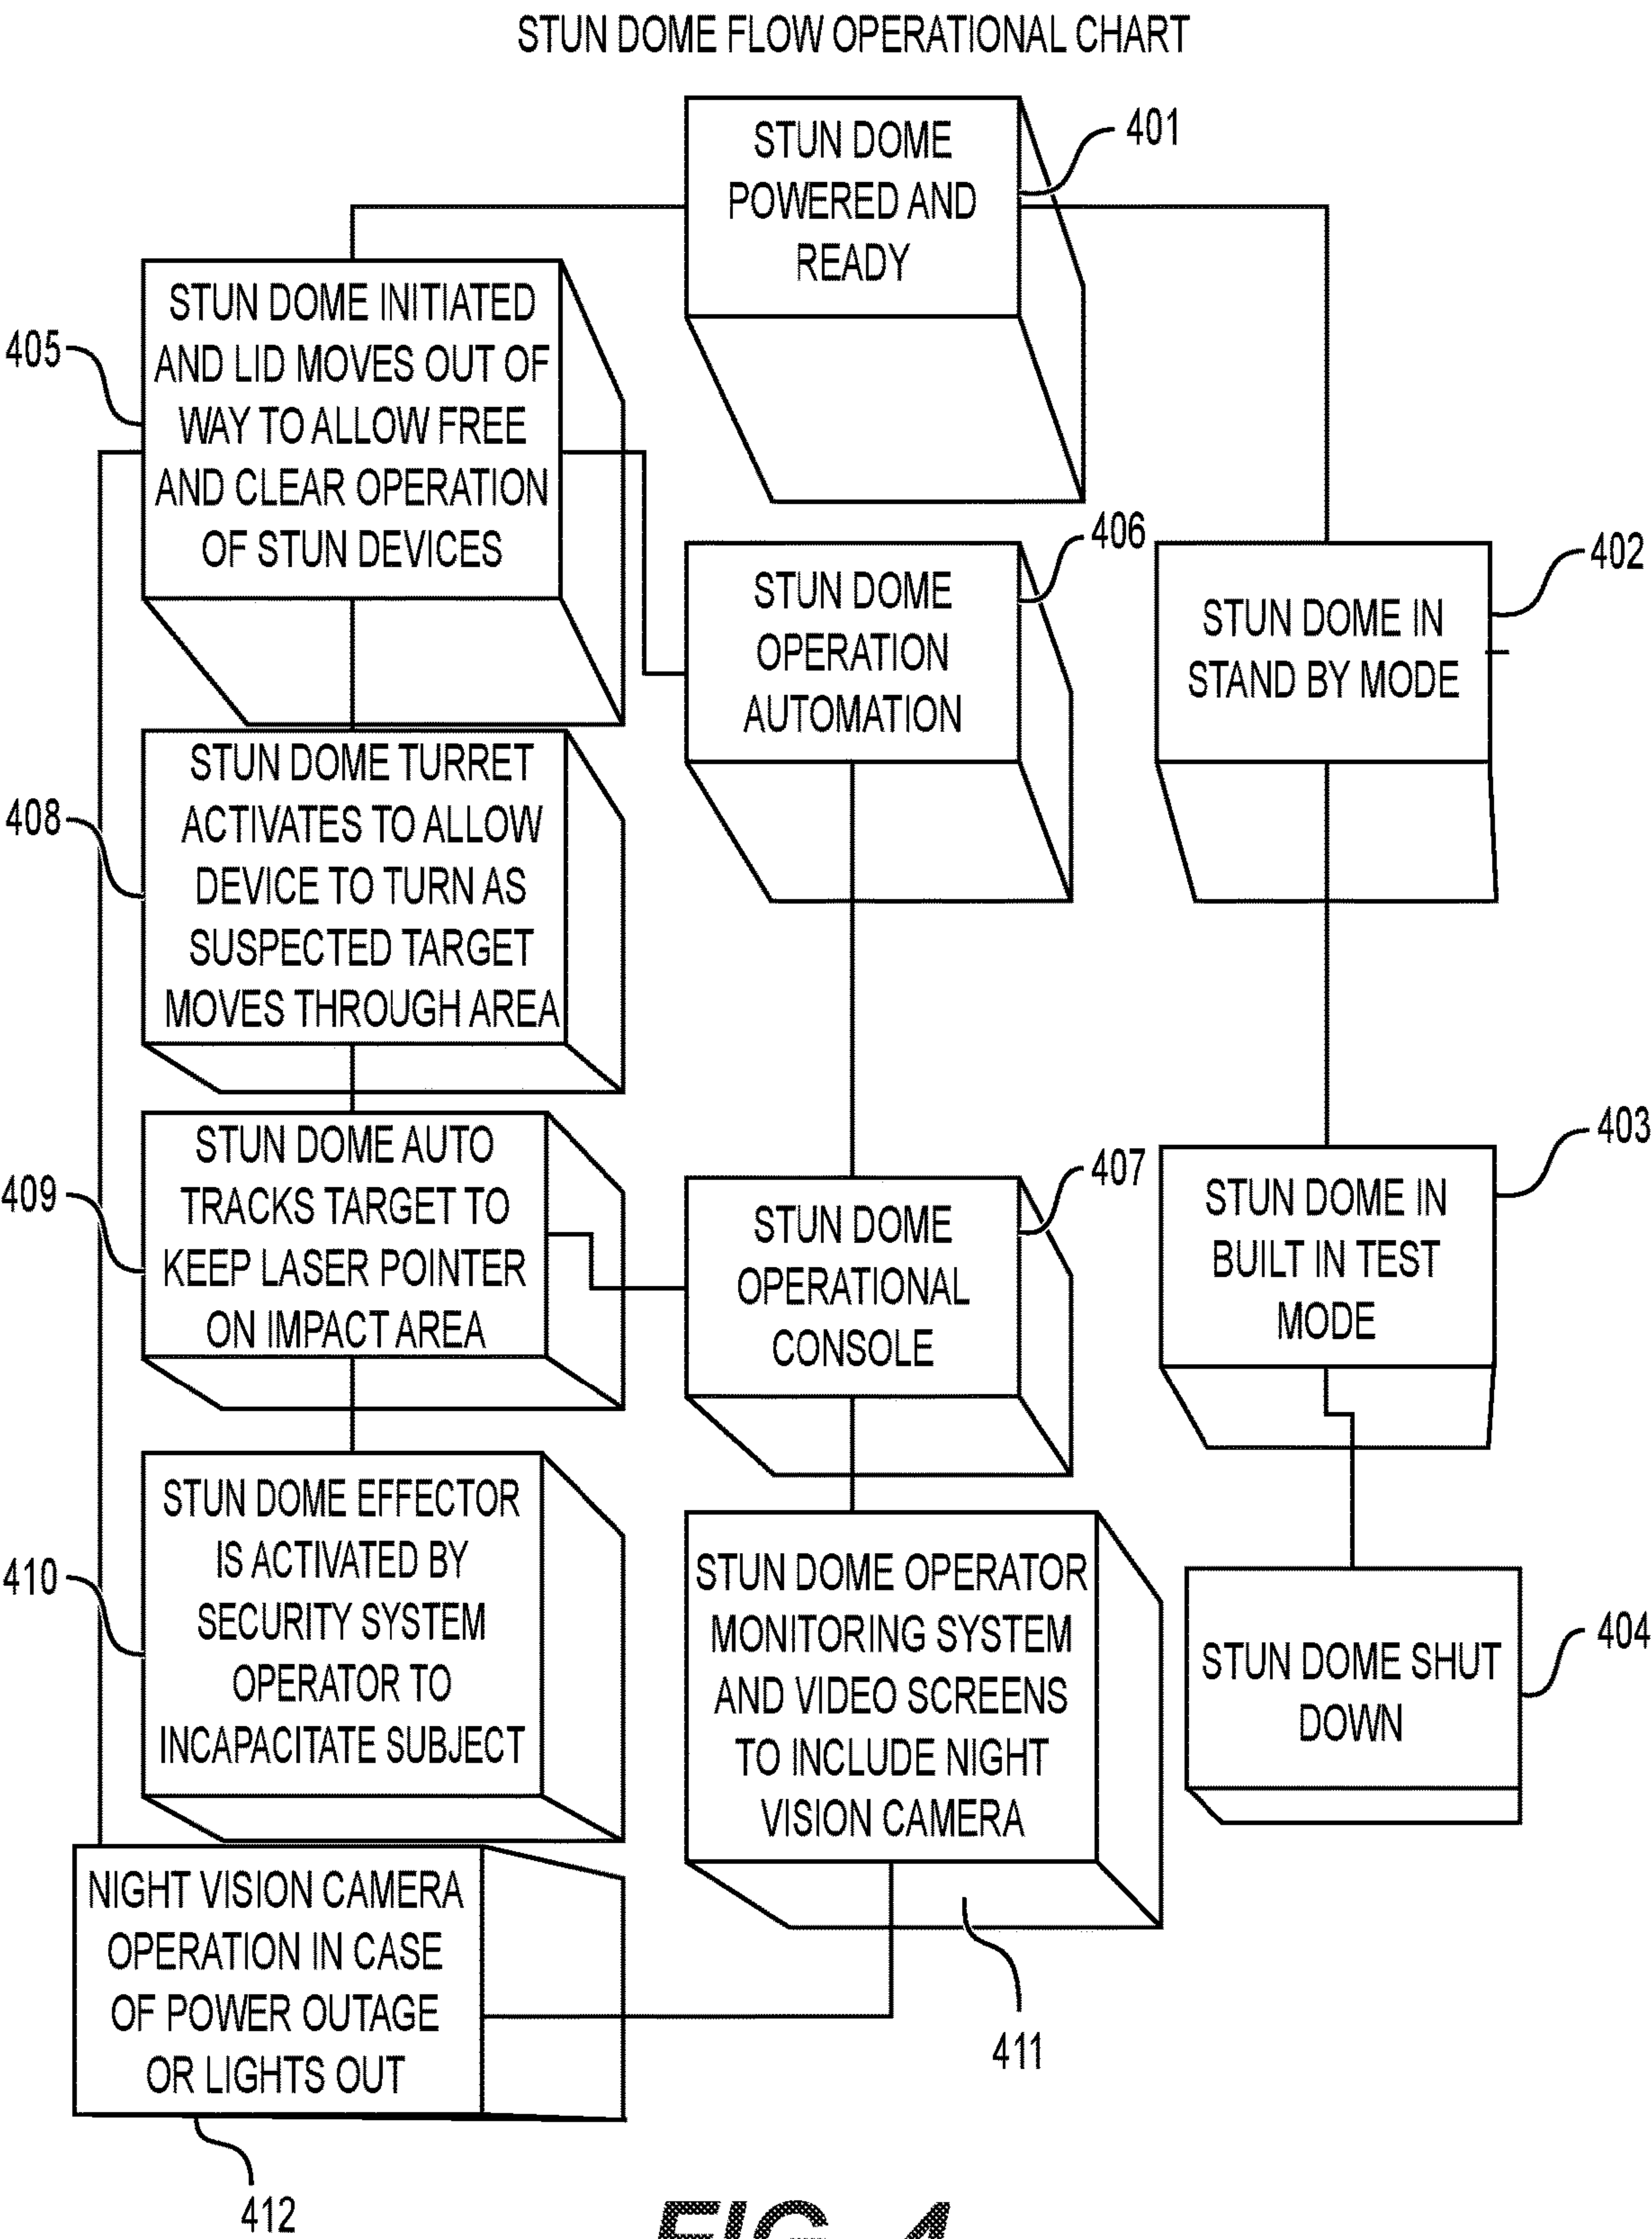 STUN DOME FLOW OPERATIONAL CHART
STUN DOME
POWERED AND
READY
401
STUN DOME INITIATED
AND LID MOVES OUT OF
WAY TO ALLOW FREE
AND CLEAR OPERATION
OF STUN DEVICES
405
STUN DOME
OPERATION
AUTOMATION
406
STUN DOME IN
STAND BY MODE
402
STUN DOME TURRET
ACTIVATES TO ALLOW
DEVICE TO TURN AS
SUSPECTED TARGET
MOVES THROUGH AREA
408
STUN DOME AUTO
TRACKS TARGET TO
KEEP LASER POINTER
ON IMPACT AREA
409
STUN DOME
OPERATIONAL
CONSOLE
407
STUN DOME IN
BUILT IN TEST
MODE
403
STUN DOME EFFECTOR
IS ACTIVATED BY
SECURITY SYSTEM
OPERATOR TO
INCAPACITATE SUBJECT
410
STUN DOME OPERATOR
MONITORING SYSTEM
AND VIDEO SCREENS
TO INCLUDE NIGHT
VISION CAMERA
411
STUN DOME SHUT
DOWN
404
NIGHT VISION CAMERA
OPERATION IN CASE
OF POWER OUTAGE
OR LIGHTS OUT
412
FIG. 4